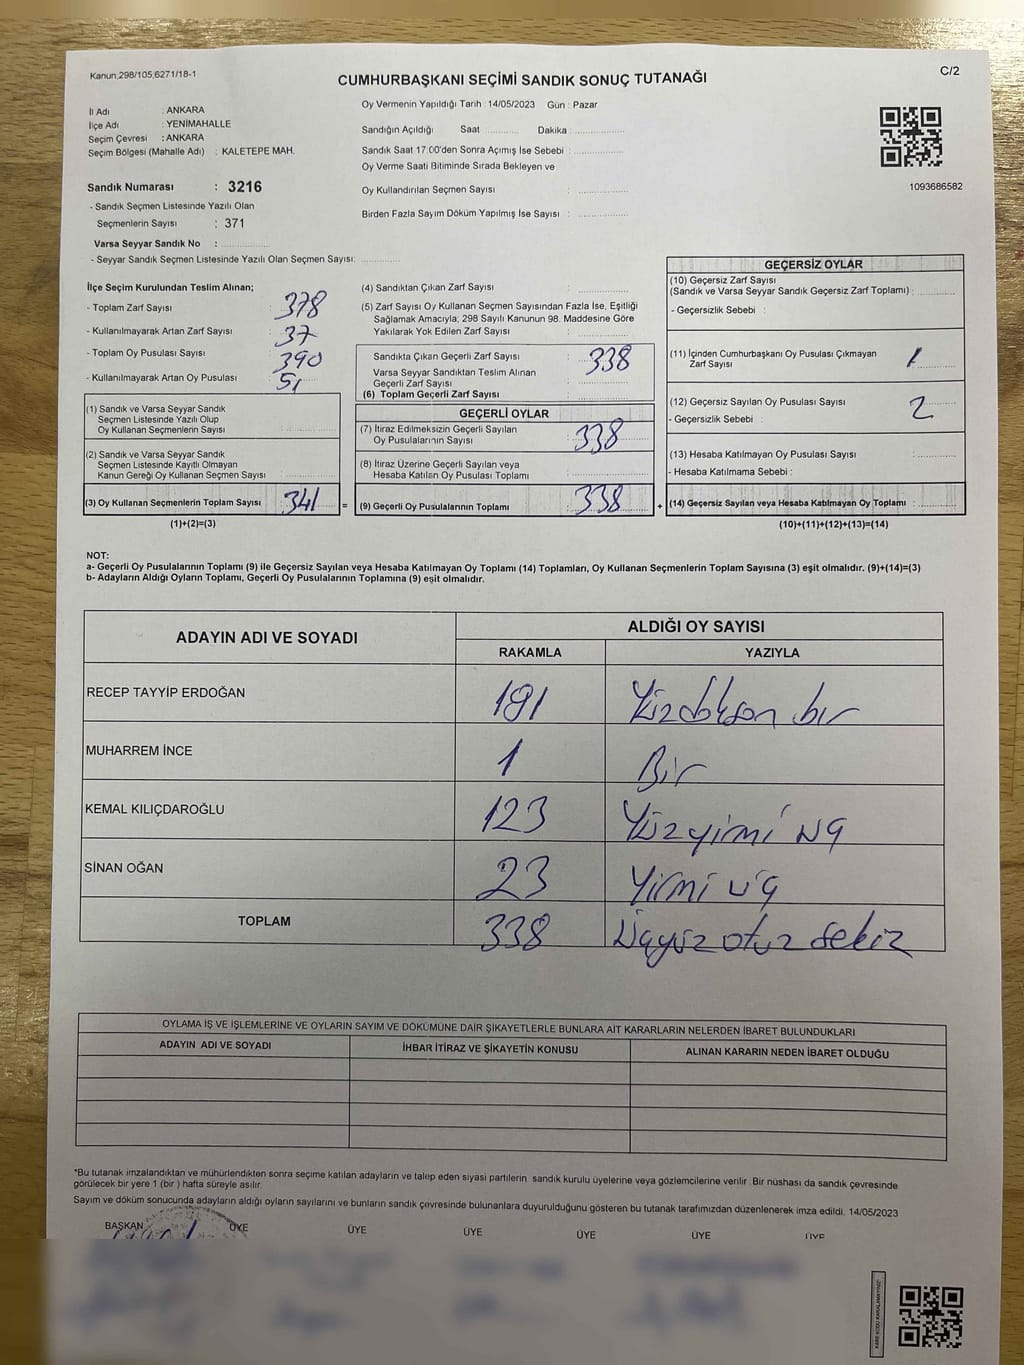 Kanun;298/105;6271/18-1
C/2
CUMHURBAŞKANI SEÇİMİ SANDIK SONUÇ TUTANAĞI
İl Adı : ANKARA
İlçe Adı : YENİMAHALLE
Seçim Çevresi : ANKARA
Seçim Bölgesi (Mahalle Adı) : KALETEPE MAH.
Sandık Numarası : 3216
- Sandık Seçmen Listesinde Yazılı Olan
Seçmenlerin Sayısı : 371
Varsa Seyyar Sandık No :
- Seyyar Sandık Seçmen Listesinde Yazılı Olan Seçmen Sayısı:
Oy Vermenin Yapıldığı Tarih : 14/05/2023 Gün : Pazar
Sandığın Açıldığı Saat Dakika :
Sandık Saat 17:00'den Sonra Açımış İse Sebebi :
Oy Verme Saati Bitiminde Sırada Bekleyen ve
Oy Kullandırılan Seçmen Sayısı :
Birden Fazla Sayım Döküm Yapılmış İse Sayısı :
1093686582
İlçe Seçim Kurulundan Teslim Alınan;
- Toplam Zarf Sayısı : 378
- Kullanılmayarak Artan Zarf Sayısı : 37
- Toplam Oy Pusulası Sayısı : 390
- Kullanılmayarak Artan Oy Pusulası : 51
(1) Sandık ve Varsa Seyyar Sandık
Seçmen Listesinde Yazılı Olup
Oy Kullanan Seçmenlerin Sayısı :
(2) Sandık ve Varsa Seyyar Sandık
Seçmen Listesinde Kayıtlı Olmayan
Kanun Gereği Oy Kullanan Seçmen Sayısı :
(3) Oy Kullanan Seçmenlerin Toplam Sayısı : 341 =
(1)+(2)=(3)
(4) Sandıktan Çıkan Zarf Sayısı :
(5) Zarf Sayısı Oy Kullanan Seçmen Sayısından Fazla İse, Eşitliği
Sağlamak Amacıyla; 298 Sayılı Kanunun 98. Maddesine Göre
Yakılarak Yok Edilen Zarf Sayısı :
Sandıkta Çıkan Geçerli Zarf Sayısı : 338
Varsa Seyyar Sandıktan Teslim Alınan
Geçerli Zarf Sayısı :
(6) Toplam Geçerli Zarf Sayısı :
GEÇERLİ OYLAR
(7) İtiraz Edilmeksizin Geçerli Sayılan
Oy Pusulalarının Sayısı : 338
(8) İtiraz Üzerine Geçerli Sayılan veya
Hesaba Katılan Oy Pusulası Toplamı :
(9) Geçerli Oy Pusulalarının Toplamı : 338 +
GEÇERSİZ OYLAR
(10) Geçersiz Zarf Sayısı
(Sandık ve Varsa Seyyar Sandık Geçersiz Zarf Toplamı) :
- Geçersizlik Sebebi :
(11) İçinden Cumhurbaşkanı Oy Pusulası Çıkmayan
Zarf Sayısı : 1
(12) Geçersiz Sayılan Oy Pusulası Sayısı : 2
- Geçersizlik Sebebi :
(13) Hesaba Katılmayan Oy Pusulası Sayısı :
- Hesaba Katılmama Sebebi :
(14) Geçersiz Sayılan veya Hesaba Katılmayan Oy Toplamı :
(10)+(11)+(12)+(13)=(14)
NOT:
a- Geçerli Oy Pusulalarının Toplamı (9) ile Geçersiz Sayılan veya Hesaba Katılmayan Oy Toplamı (14) Toplamları, Oy Kullanan Seçmenlerin Toplam Sayısına (3) eşit olmalıdır. (9)+(14)=(3)
b- Adayların Aldığı Oyların Toplamı, Geçerli Oy Pusulalarının Toplamına (9) eşit olmalıdır.
ADAYIN ADI VE SOYADI ALDIĞI OY SAYISI
RAKAMLA YAZIYLA
RECEP TAYYİP ERDOĞAN 191 Yüzdoksan bir
MUHARREM İNCE 1 Bir
KEMAL KILIÇDAROĞLU 123 Yüzyirmi üç
SİNAN OĞAN 23 Yirmi üç
TOPLAM 338 Üçyüz otuz sekiz
OYLAMA İŞ VE İŞLEMLERİNE VE OYLARIN SAYIM VE DÖKÜMÜNE DAİR ŞİKAYETLERLE BUNLARA AİT KARARLARIN NELERDEN İBARET BULUNDUKLARI
ADAYIN ADI VE SOYADI İHBAR İTİRAZ VE ŞİKAYETİN KONUSU ALINAN KARARIN NEDEN İBARET OLDUĞU
*Bu tutanak imzalandıktan ve mühürlendikten sonra seçime katılan adayların ve talep eden siyasi partilerin sandık kurulu üyelerine veya gözlemcilerine verilir .Bir nüshası da sandık çevresinde
görülecek bir yere 1 (bir ) hafta süreyle asılır.
Sayım ve döküm sonucunda adayların aldığı oyların sayılarını ve bunların sandık çevresinde bulunanlara duyurulduğunu gösteren bu tutanak tarafımızdan düzenlenerek imza edildi. 14/05/2023
BAŞKAN ÜYE ÜYE ÜYE ÜYE ÜYE ÜYE